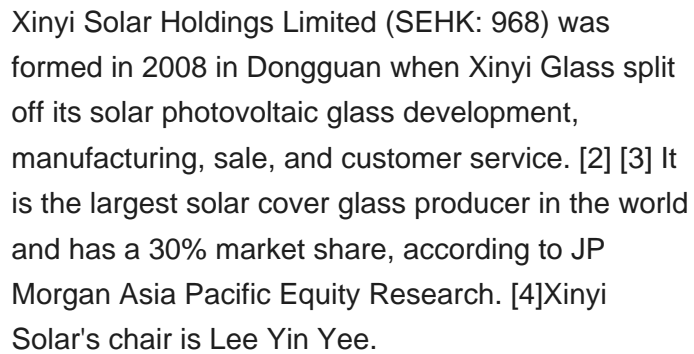 Xinyi Solar Holdings Limited (SEHK: 968) was
formed in 2008 in Dongguan when Xinyi Glass split
off its solar photovoltaic glass development,
manufacturing, sale, and customer service. [2] [3] It
is the largest solar cover glass producer in the world
and has a 30% market share, according to JP
Morgan Asia Pacific Equity Research. [4]Xinyi
Solar's chair is Lee Yin Yee.